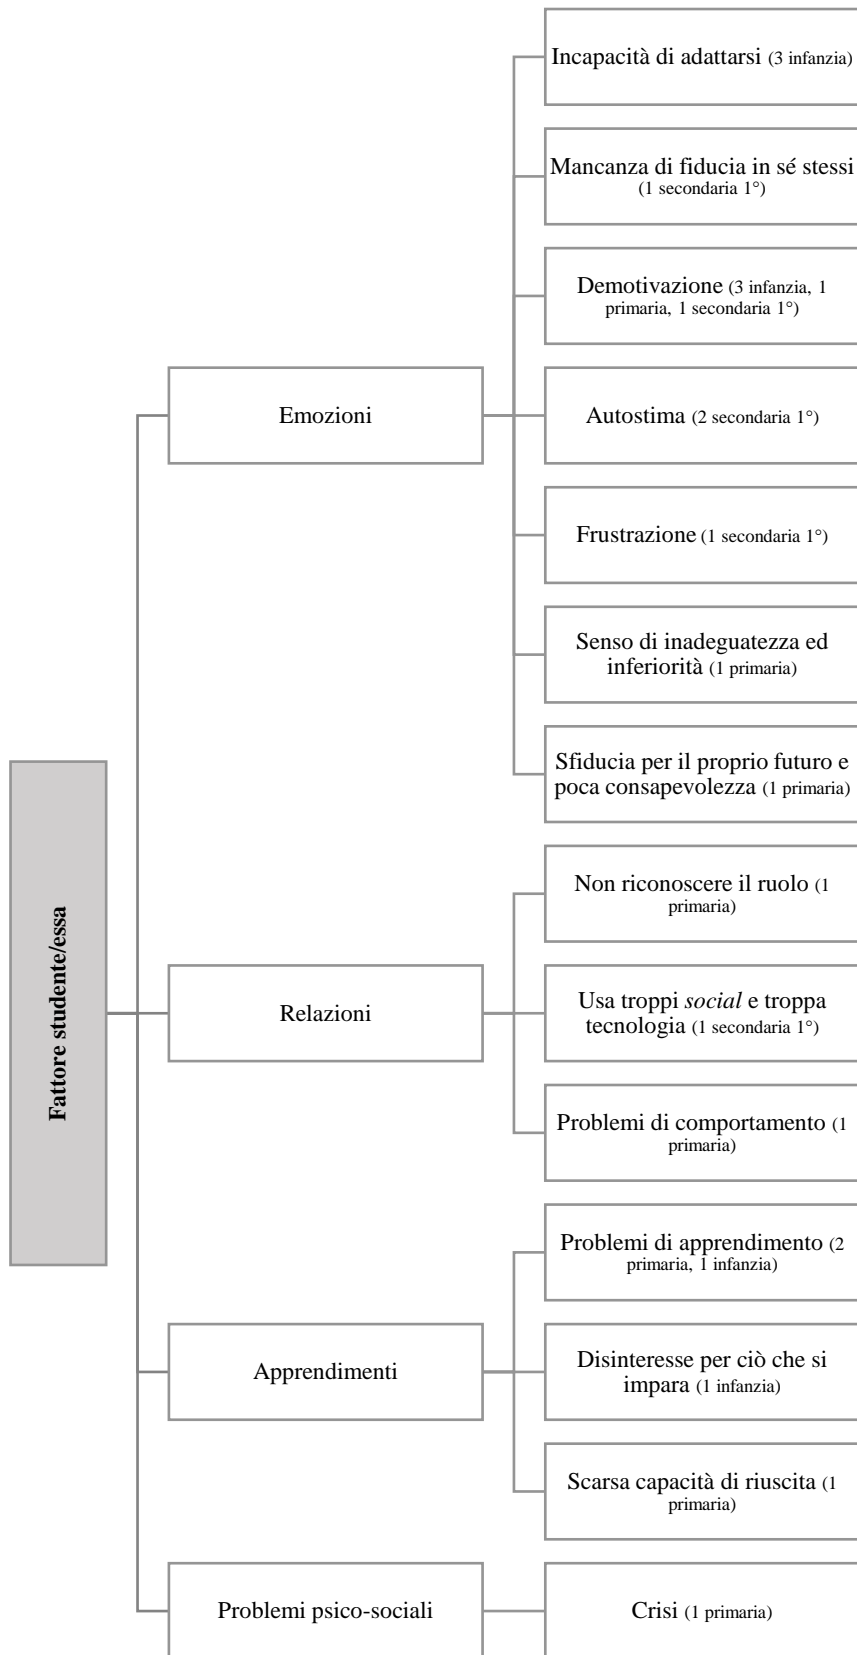 Fattore studente/essa
Emozioni
Incapacità di adattarsi (3 infanzia)
Mancanza di fiducia in sé stessi
(1 secondaria 1°)
Demotivazione (3 infanzia, 1
primaria, 1 secondaria 1°)
Autostima (2 secondaria 1°)
Frustrazione (1 secondaria 1°)
Senso di inadeguatezza ed
inferiorità (1 primaria)
Sfiducia per il proprio futuro e
poca consapevolezza (1 primaria)
Relazioni
Non riconoscere il ruolo (1
primaria)
Usa troppi social e troppa
tecnologia (1 secondaria 1°)
Problemi di comportamento (1
primaria)
Apprendimenti
Problemi di apprendimento (2
primaria, 1 infanzia)
Disinteresse per ciò che si
impara (1 infanzia)
Scarsa capacità di riuscita (1
primaria)
Problemi psico-sociali
Crisi (1 primaria)